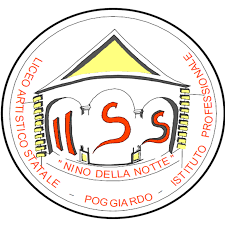 LICEO ARTISTICO STATALE - POGGIARDO - ISTITUTO PROFESSIONALE
IISS
"NINO DELLA NOTTE"